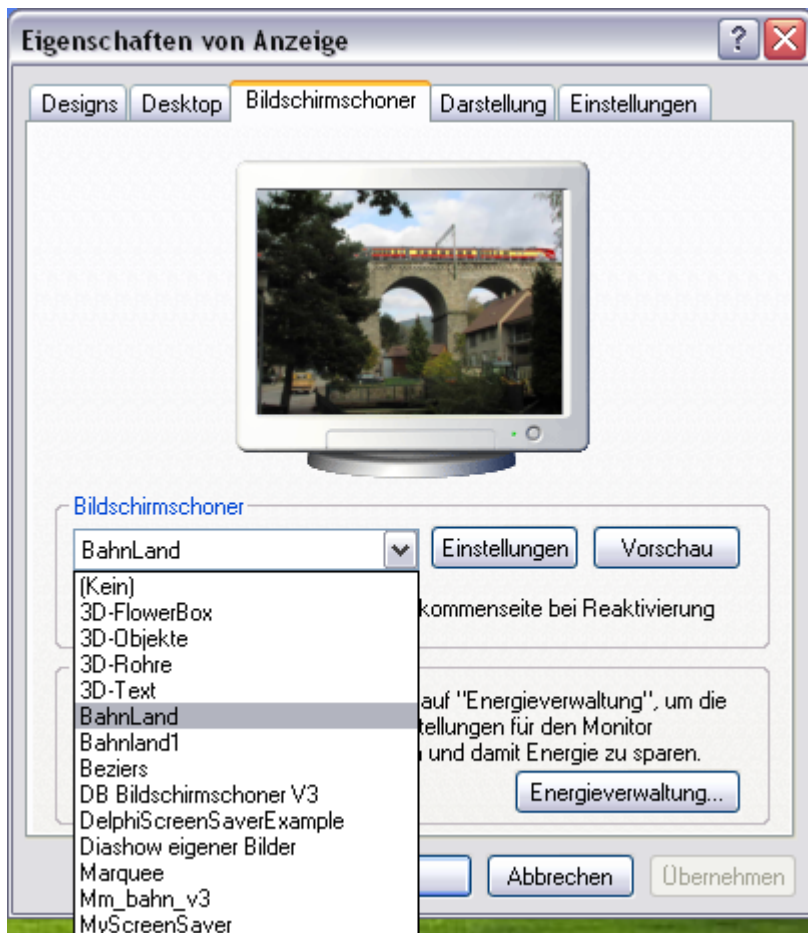 Eigenschaften von Anzeige
Designs Desktop Bildschirmschoner Darstellung Einstellungen
Bildschirmschoner
BahnLand Einstellungen Vorschau
(Kein)
3D-FlowerBox kommenseite bei Reaktivierung
3D-Objekte
3D-Rohre
3D-Text auf "Energieverwaltung", um die
BahnLand tellungen für den Monitor
Bahnland1 und damit Energie zu sparen.
Beziers
DB Bildschirmschoner V3 Energieverwaltung...
DelphiScreenSaverExample
Diashow eigener Bilder
Marquee Abbrechen Übernehmen
Mm_bahn_v3
MyScreenSaver